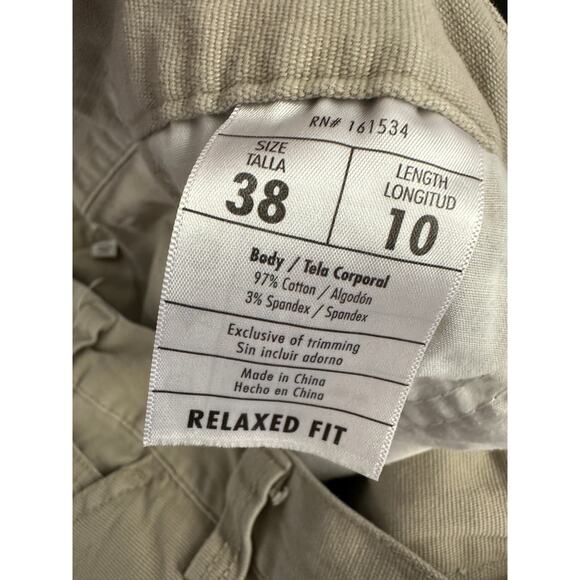 RN# 161534
SIZE
TALLA
38
LENGTH
LONGITUD
10
Body / Tela Corporal
97% Cotton / Algodón
3% Spandex / Spandex
Exclusive of trimming
Sin incluir adorno
Made in China
Hecho en China
RELAXED FIT